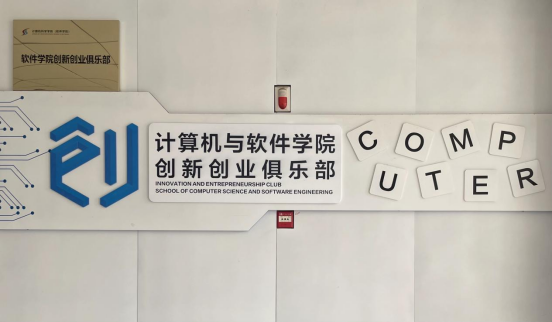 软件学院创新创业俱乐部
创
计算机与软件学院
创新创业俱乐部
INNOVATION AND ENTREPRENEURSHIP CLUB
SCHOOL OF COMPUTER SCIENCE AND SOFTWARE ENGINEERING
COMP
UTER